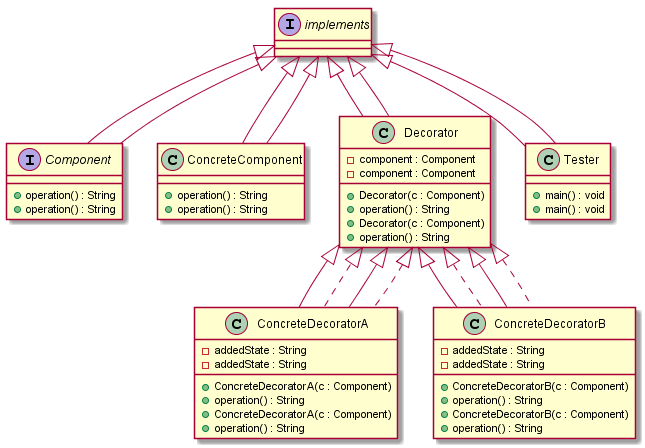 I implements
I Component
operation() : String
operation() : String
C ConcreteComponent
operation() : String
operation() : String
C Decorator
component : Component
component : Component
Decorator(c : Component)
operation() : String
Decorator(c : Component)
operation() : String
C Tester
main() : void
main() : void
C ConcreteDecoratorA
addedState : String
addedState : String
ConcreteDecoratorA(c : Component)
operation() : String
ConcreteDecoratorA(c : Component)
operation() : String
C ConcreteDecoratorB
addedState : String
addedState : String
ConcreteDecoratorB(c : Component)
operation() : String
ConcreteDecoratorB(c : Component)
operation() : String